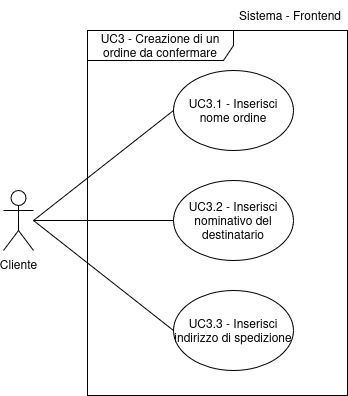 Sistema - Frontend
UC3 - Creazione di un
ordine da confermare
UC3.1 - Inserisci
nome ordine
UC3.2 - Inserisci
nominativo del
destinatario
Cliente
UC3.3 - Inserisci
indirizzo di spedizione